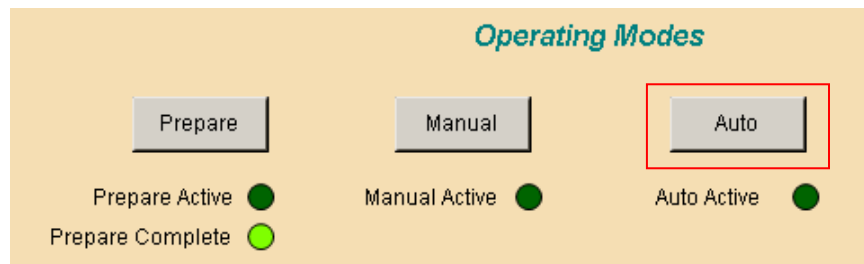 Operating Modes
Prepare Manual Auto
Prepare Active Manual Active Auto Active
Prepare Complete